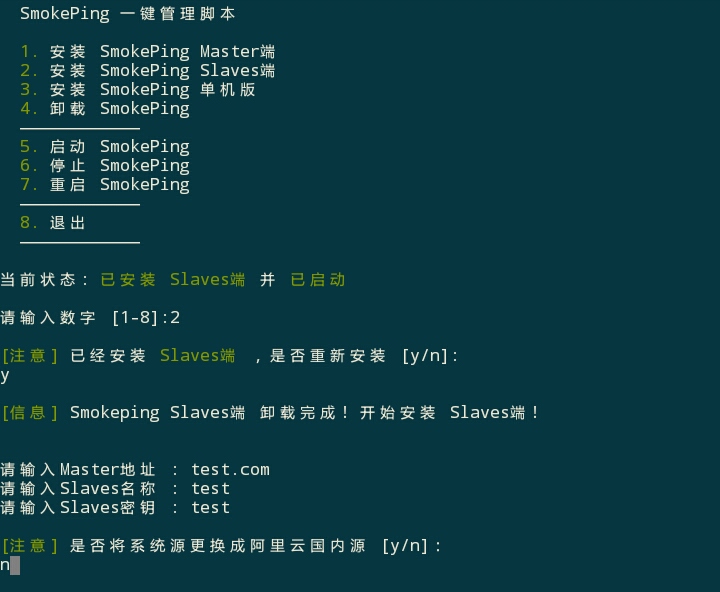 SmokePing 一键管理脚本
1. 安装 SmokePing Master端
2. 安装 SmokePing Slaves端
3. 安装 SmokePing 单机版
4. 卸载 SmokePing
5. 启动 SmokePing
6. 停止 SmokePing
7. 重启 SmokePing
8. 退出
当前状态: 已安装 Slaves端 并 已启动
请输入数字 [1-8]:2
[注意] 已经安装 Slaves端 ,是否重新安装 [y/n]:
y
[信息] Smokeping Slaves端 卸载完成! 开始安装 Slaves端!
请输入Master地址 : test.com
请输入Slaves名称 : test
请输入Slaves密钥 : test
[注意] 是否将系统源更换成阿里云国内源 [y/n]:
n